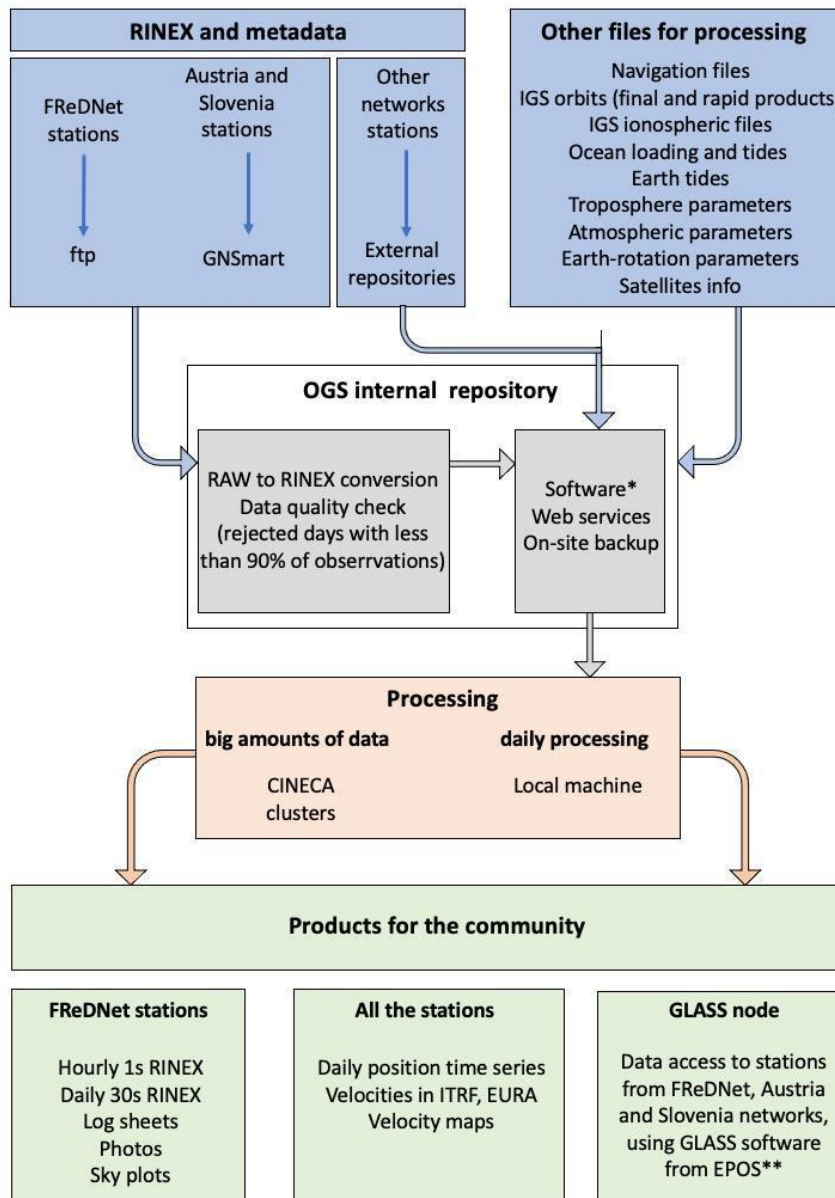 RINEX and metadata
FReDNet
stations
ftp
Austria and
Slovenia
stations
GNSmart
Other
networks
stations
External
repositories
Other files for processing
Navigation files
IGS orbits (final and rapid products
IGS ionospheric files
Ocean loading and tides
Earth tides
Troposphere parameters
Atmospheric parameters
Earth-rotation parameters
Satellites info
OGS internal repository
RAW to RINEX conversion
Data quality check
(rejected days with less
than 90% of obserrvations)
Software*
Web services
On-site backup
Processing
big amounts of data
CINECA
clusters
daily processing
Local machine
Products for the community
FReDNet stations
Hourly 1s RINEX
Daily 30s RINEX
Log sheets
Photos
Sky plots
All the stations
Daily position time series
Velocities in ITRF, EURA
Velocity maps
GLASS node
Data access to stations
from FReDNet, Austria
and Slovenia networks,
using GLASS software
from EPOS**